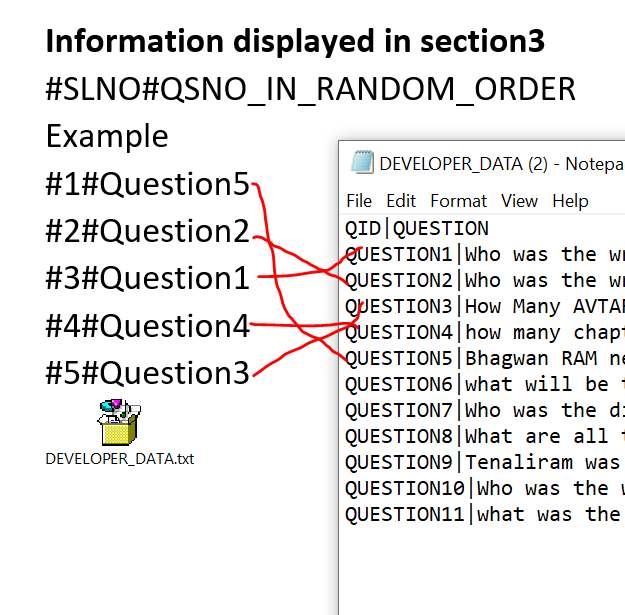 Information displayed in section3
#SLNO#QSNO_IN_RANDOM_ORDER
Example
#1#Question5
#2#Question2
#3#Question1
#4#Question4
#5#Question3
DEVELOPER_DATA.txt
DEVELOPER_DATA (2) - Notepa
File Edit Format View Help
QID|QUESTION
QUESTION1|Who was the wr
QUESTION2|Who was the wr
QUESTION3|How Many AVTAR
QUESTION4|how many chapt
QUESTION5|Bhagwan RAM ne
QUESTION6|what will be t
QUESTION7|Who was the di
QUESTION8|What are all t
QUESTION9|Tenaliram was
QUESTION10|Who was the w
QUESTION11|what was the